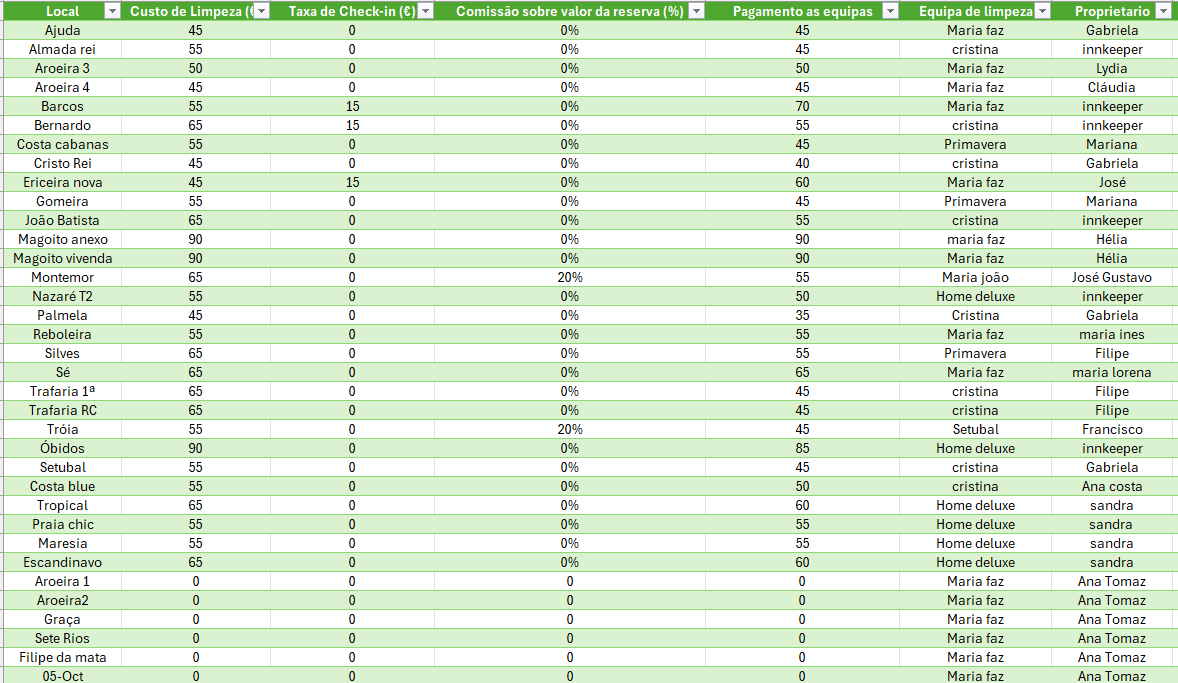 Local Custo de Limpeza (€ Taxa de Check-in (€) Comissão sobre valor da reserva (%) Pagamento as equipas Equipa de limpeza Proprietario
Ajuda 45 0 0% 45 Maria faz Gabriela
Almada rei 55 0 0% 45 cristina innkeeper
Aroeira 3 50 0 0% 50 Maria faz Lydia
Aroeira 4 45 0 0% 45 Maria faz Cláudia
Barcos 55 15 0% 70 Maria faz innkeeper
Bernardo 65 15 0% 55 cristina innkeeper
Costa cabanas 55 0 0% 45 Primavera Mariana
Cristo Rei 45 0 0% 40 cristina Gabriela
Ericeira nova 45 15 0% 60 Maria faz José
Gomeira 55 0 0% 45 Primavera Mariana
João Batista 65 0 0% 55 cristina innkeeper
Magoito anexo 90 0 0% 90 maria faz Hélia
Magoito vivenda 90 0 0% 90 Maria faz Hélia
Montemor 65 0 20% 55 Maria joão José Gustavo
Nazaré T2 55 0 0% 50 Home deluxe innkeeper
Palmela 45 0 0% 35 Cristina Gabriela
Reboleira 55 0 0% 55 Maria faz maria ines
Silves 65 0 0% 55 Primavera Filipe
Sé 65 0 0% 65 Maria faz maria lorena
Trafaria 1ª 65 0 0% 45 cristina Filipe
Trafaria RC 65 0 0% 45 cristina Filipe
Tróia 55 0 20% 45 Setubal Francisco
Óbidos 90 0 0% 85 Home deluxe innkeeper
Setubal 55 0 0% 45 cristina Gabriela
Costa blue 55 0 0% 50 cristina Ana costa
Tropical 65 0 0% 60 Home deluxe sandra
Praia chic 55 0 0% 55 Home deluxe sandra
Maresia 55 0 0% 55 Home deluxe sandra
Escandinavo 65 0 0% 60 Home deluxe sandra
Aroeira 1 0 0 0 0 Maria faz Ana Tomaz
Aroeira2 0 0 0 0 Maria faz Ana Tomaz
Graça 0 0 0 0 Maria faz Ana Tomaz
Sete Rios 0 0 0 0 Maria faz Ana Tomaz
Filipe da mata 0 0 0 0 Maria faz Ana Tomaz
05-Oct 0 0 0 0 Maria faz Ana Tomaz